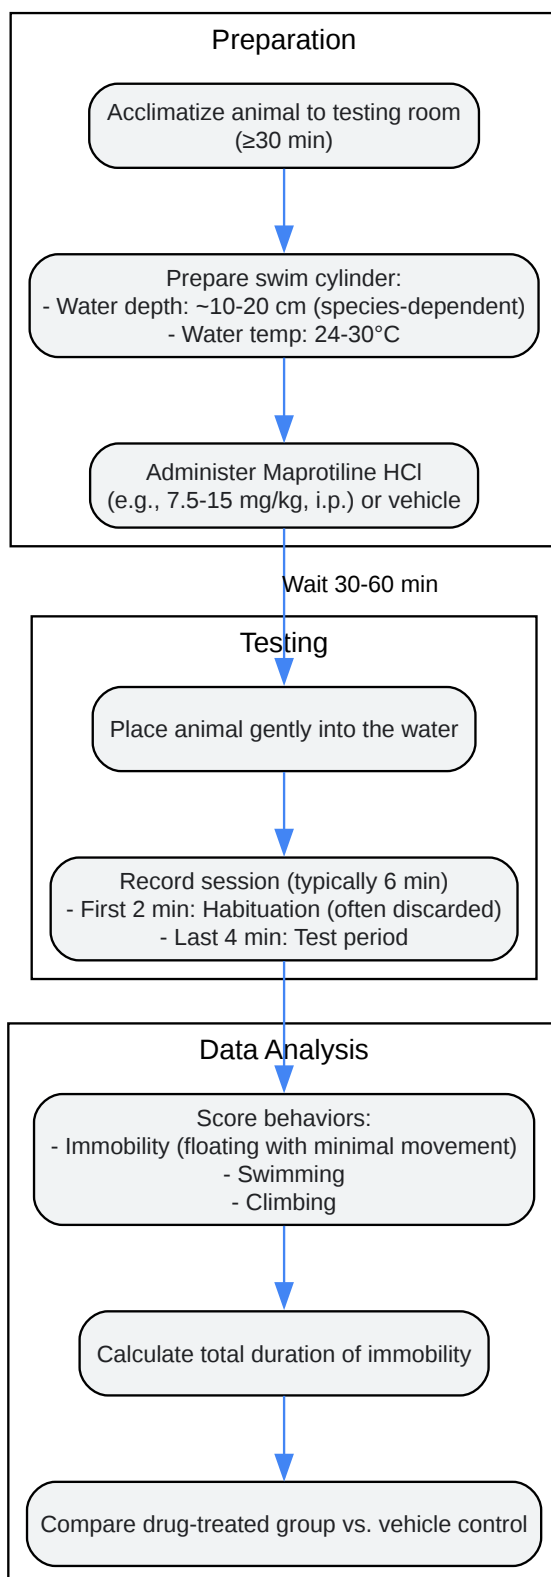 Preparation
Acclimatize animal to testing room
(≥30 min)
Prepare swim cylinder:
- Water depth: ~10-20 cm (species-dependent)
- Water temp: 24-30°C
Administer Maprotiline HCl
(e.g., 7.5-15 mg/kg, i.p.) or vehicle
Wait 30-60 min
Testing
Place animal gently into the water
Record session (typically 6 min)
- First 2 min: Habituation (often discarded)
- Last 4 min: Test period
Data Analysis
Score behaviors:
- Immobility (floating with minimal movement)
- Swimming
- Climbing
Calculate total duration of immobility
Compare drug-treated group vs. vehicle control